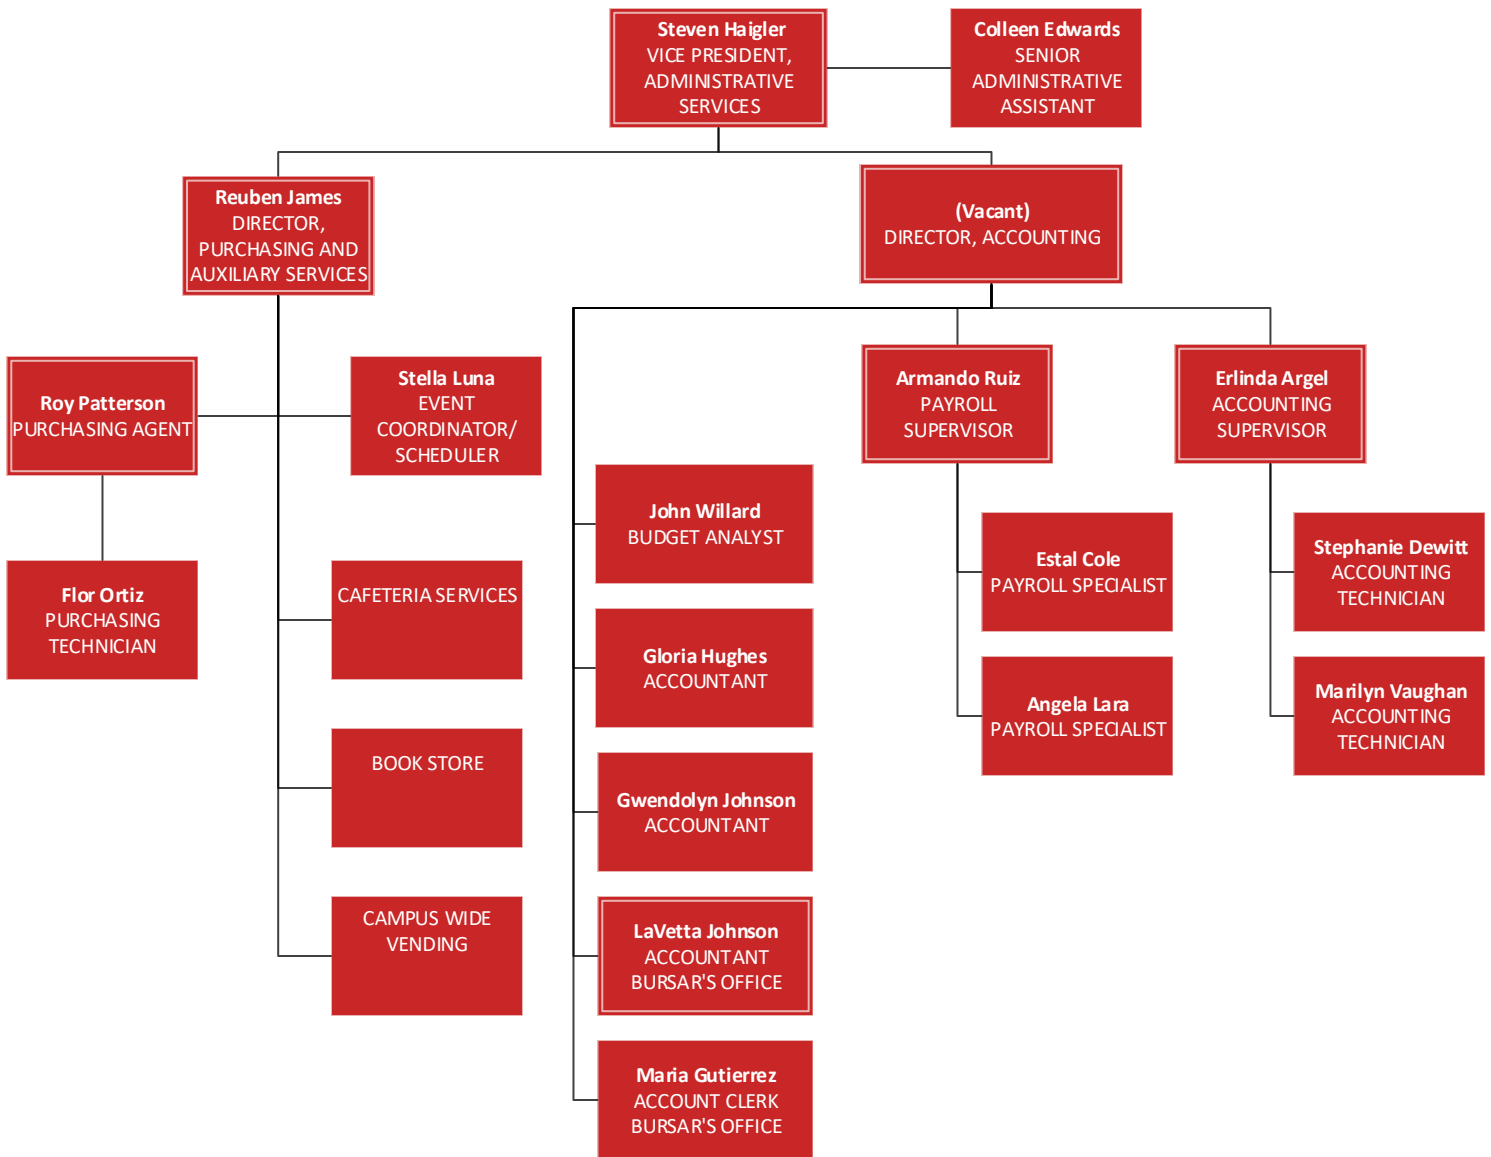 Steven Haigler
VICE PRESIDENT,
ADMINISTRATIVE
SERVICES
Colleen Edwards
SENIOR
ADMINISTRATIVE
ASSISTANT
Reuben James
DIRECTOR,
PURCHASING AND
AUXILIARY SERVICES
(Vacant)
DIRECTOR, ACCOUNTING
Roy Patterson
PURCHASING AGENT
Stella Luna
EVENT
COORDINATOR/
SCHEDULER
Flor Ortiz
PURCHASING
TECHNICIAN
CAFETERIA SERVICES
BOOK STORE
CAMPUS WIDE
VENDING
John Willard
BUDGET ANALYST
Gloria Hughes
ACCOUNTANT
Gwendolyn Johnson
ACCOUNTANT
LaVetta Johnson
ACCOUNTANT
BURSAR'S OFFICE
Maria Gutierrez
ACCOUNT CLERK
BURSAR'S OFFICE
Armando Ruiz
PAYROLL
SUPERVISOR
Estal Cole
PAYROLL SPECIALIST
Angela Lara
PAYROLL SPECIALIST
Erlinda Argel
ACCOUNTING
SUPERVISOR
Stephanie Dewitt
ACCOUNTING
TECHNICIAN
Marilyn Vaughan
ACCOUNTING
TECHNICIAN